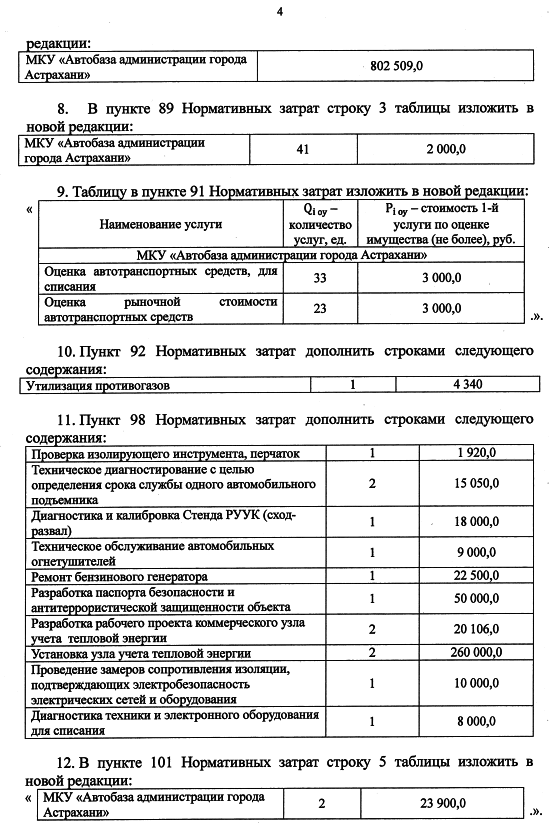 4
редакции:
МКУ «Автобаза администрации города
Астрахани»
802 509,0
8. В пункте 89 Нормативных затрат строку 3 таблицы изложить в
новой редакции:
МКУ «Автобаза администрации
города Астрахани»
41
2 000,0
9. Таблицу в пункте 91 Нормативных затрат изложить в новой редакции:
«
Наименование услуги
Qi оу –
количество
услуг, ед.
Pi оу – стоимость 1-й
услуги по оценке
имущества (не более), руб.
МКУ «Автобаза администрации города Астрахани»
Оценка автотранспортных средств, для
списания
33
3 000,0
Оценка рыночной стоимости
автотранспортных средств
23
3 000,0
.».
10. Пункт 92 Нормативных затрат дополнить строками следующего
содержания:
Утилизация противогазов
1
4 340
11. Пункт 98 Нормативных затрат дополнить строками следующего
содержания:
Проверка изолирующего инструмента, перчаток
1
1 920,0
Техническое диагностирование с целью
определения срока службы одного автомобильного
подъемника
2
15 050,0
Диагностика и калибровка Стенда РУУК (сход-
развал)
1
18 000,0
Техническое обслуживание автомобильных
огнетушителей
1
9 000,0
Ремонт бензинового генератора
1
22 500,0
Разработка паспорта безопасности и
антитеррористической защищенности объекта
1
50 000,0
Разработка рабочего проекта коммерческого узла
учета тепловой энергии
2
20 106,0
Установка узла учета тепловой энергии
2
260 000,0
Проведение замеров сопротивления изоляции,
подтверждающих электробезопасность
электрических сетей и оборудования
1
10 000,0
Диагностика техники и электронного оборудования
для списания
1
8 000,0
12. В пункте 101 Нормативных затрат строку 5 таблицы изложить в
новой редакции:
«
МКУ «Автобаза администрации города
Астрахани»
2
23 900,0
.».